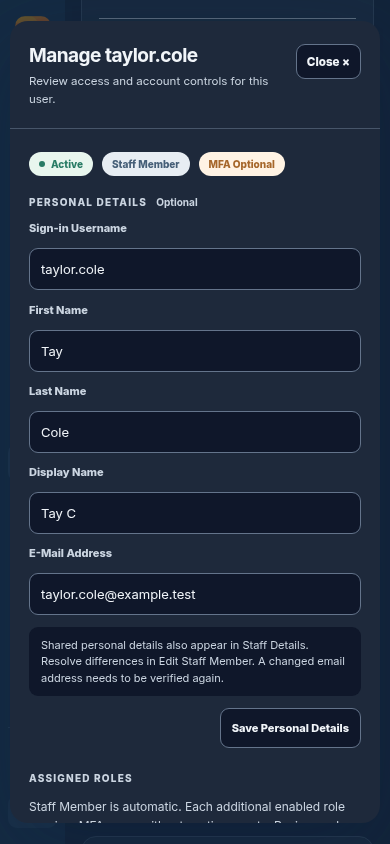 Manage taylor.cole
Close ×
Review access and account controls for this
user.
Active
Staff Member
MFA Optional
PERSONAL DETAILS Optional
Sign-in Username
taylor.cole
First Name
Tay
Last Name
Cole
Display Name
Tay C
E-Mail Address
taylor.cole@example.test
Shared personal details also appear in Staff Details.
Resolve differences in Edit Staff Member. A changed email
address needs to be verified again.
Save Personal Details
ASSIGNED ROLES
Staff Member is automatic. Each additional enabled role